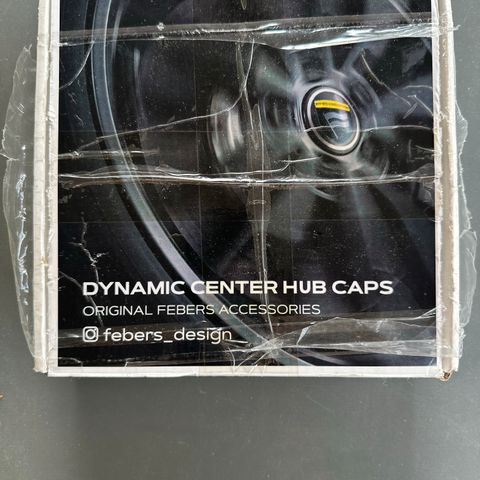 DYNAMIC CENTER HUB CAPS
ORIGINAL FEBERS ACCESSORIES
febers_design